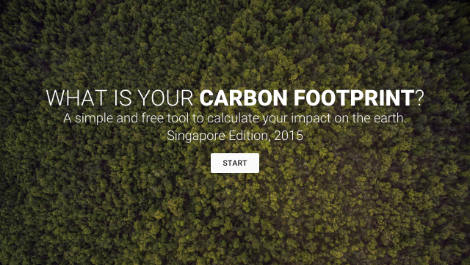 WHAT IS YOUR CARBON FOOTPRINT?
A simple and free tool to calculate your impact on the earth.
Singapore Edition, 2015
START